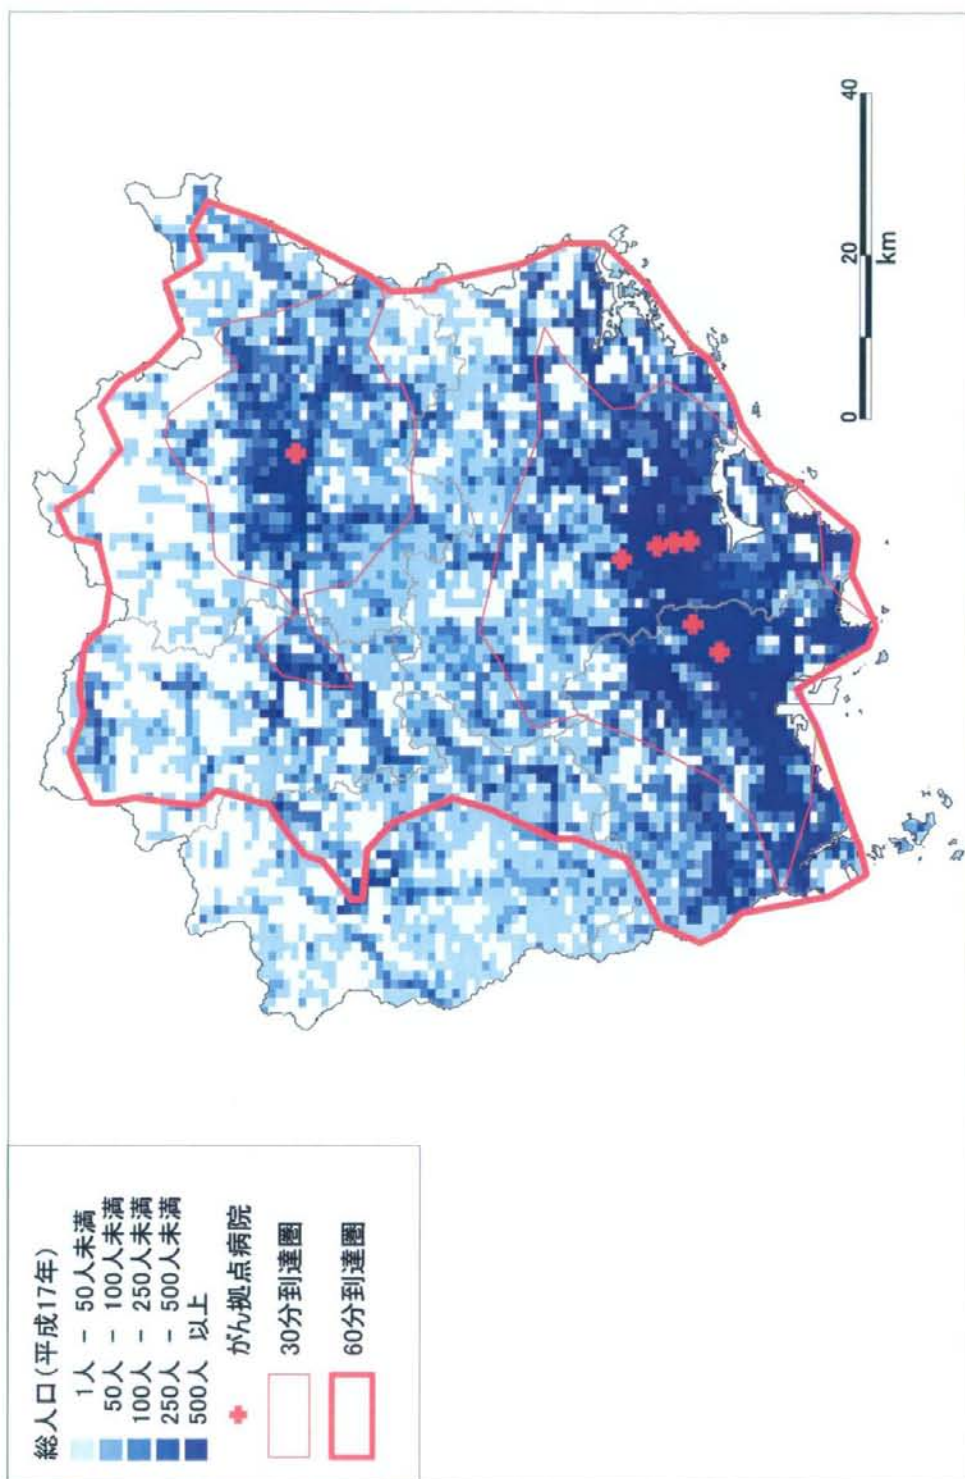 総人口(平成17年)
1人 － 50人未満
50人 － 100人未満
100人 － 250人未満
250人 － 500人未満
500人 以上
がん拠点病院
30分到達圏
60分到達圏
0 20 40
km